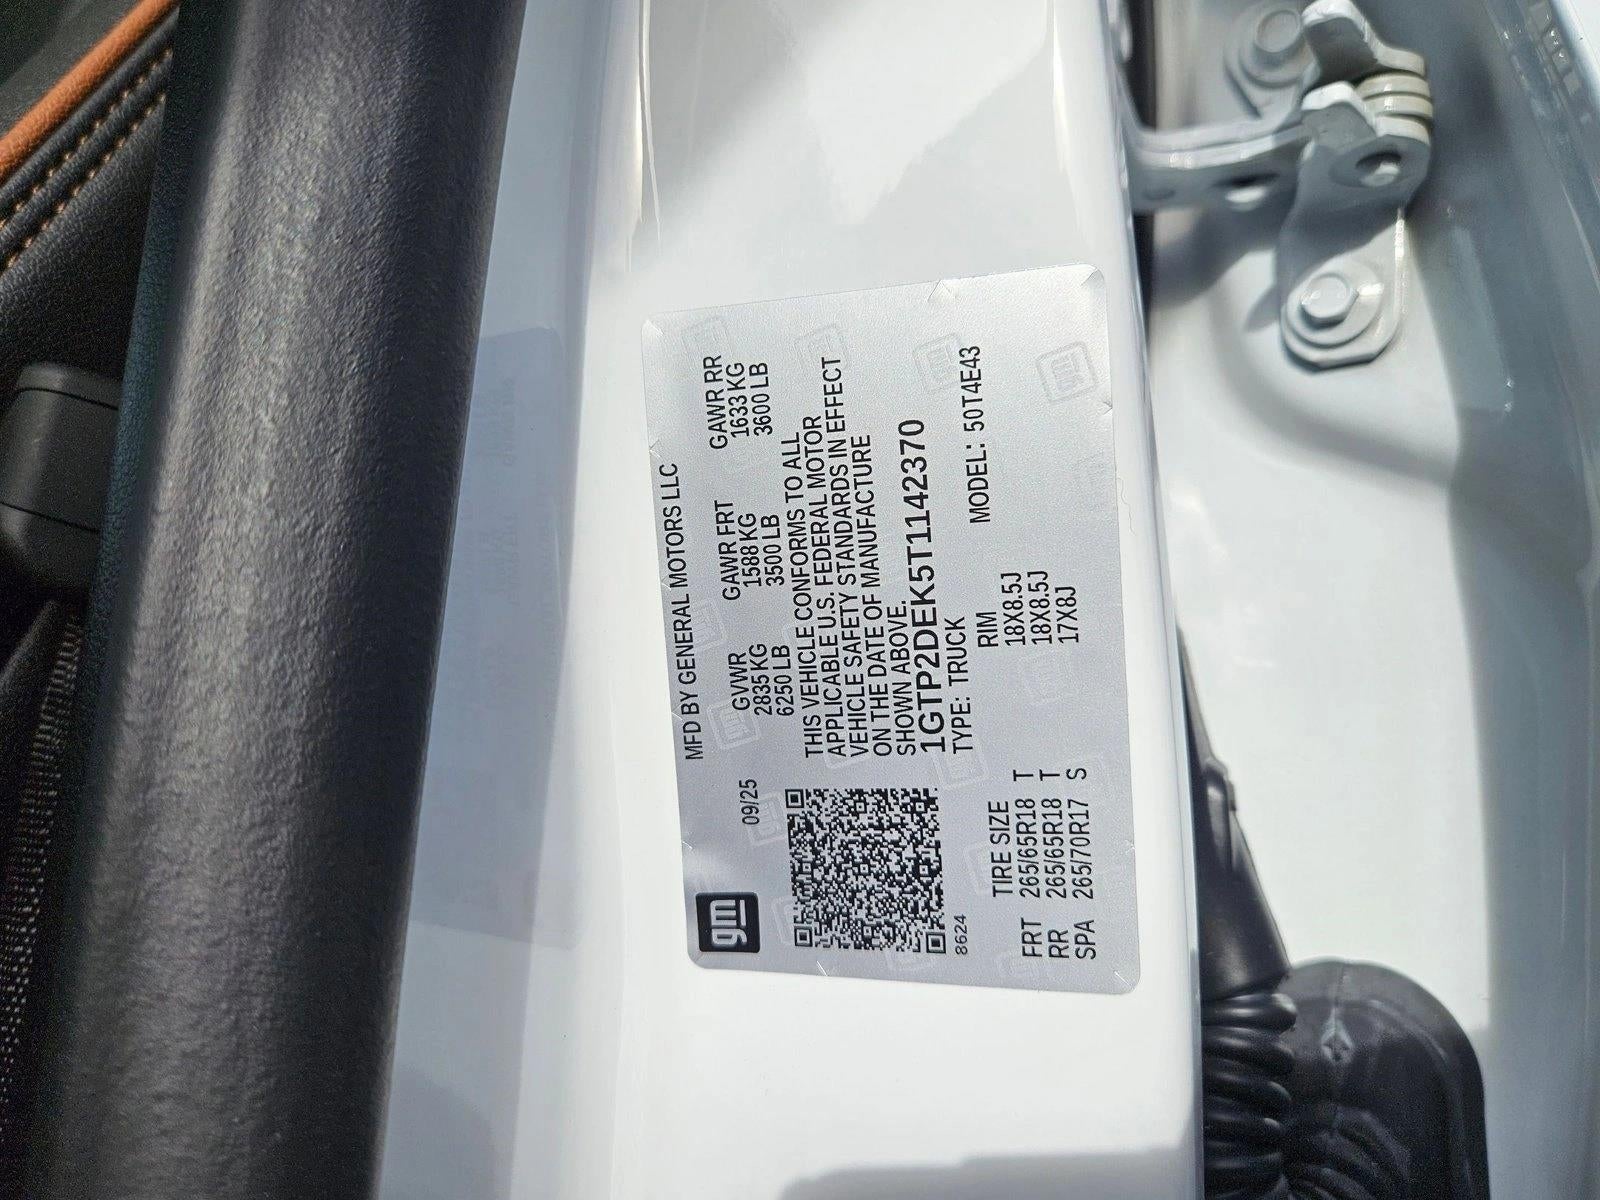 gm
MFD BY GENERAL MOTORS LLC
09/25
GVWR GAWR FRT GAWR RR
2835 KG 1588 KG 1633 KG
6250 LB 3500 LB 3600 LB
THIS VEHICLE CONFORMS TO ALL
APPLICABLE U.S. FEDERAL MOTOR
VEHICLE SAFETY STANDARDS IN EFFECT
ON THE DATE OF MANUFACTURE
SHOWN ABOVE.
1GTP2DEK5T1142370
8624 TYPE: TRUCK MODEL: 50T4E43
TIRE SIZE RIM
FRT 265/65R18 T 18X8.5J
RR 265/65R18 T 18X8.5J
SPA 265/70R17 S 17X8J